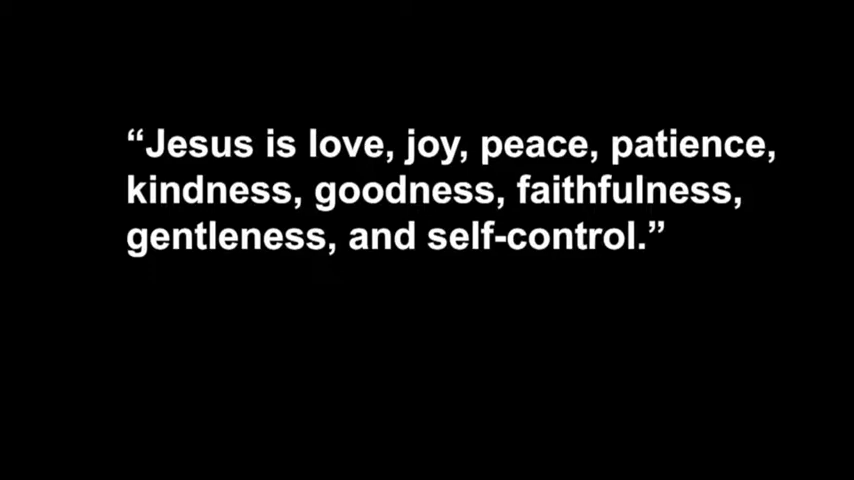 “Jesus is love, joy, peace, patience,
kindness, goodness, faithfulness,
gentleness, and self-control.”